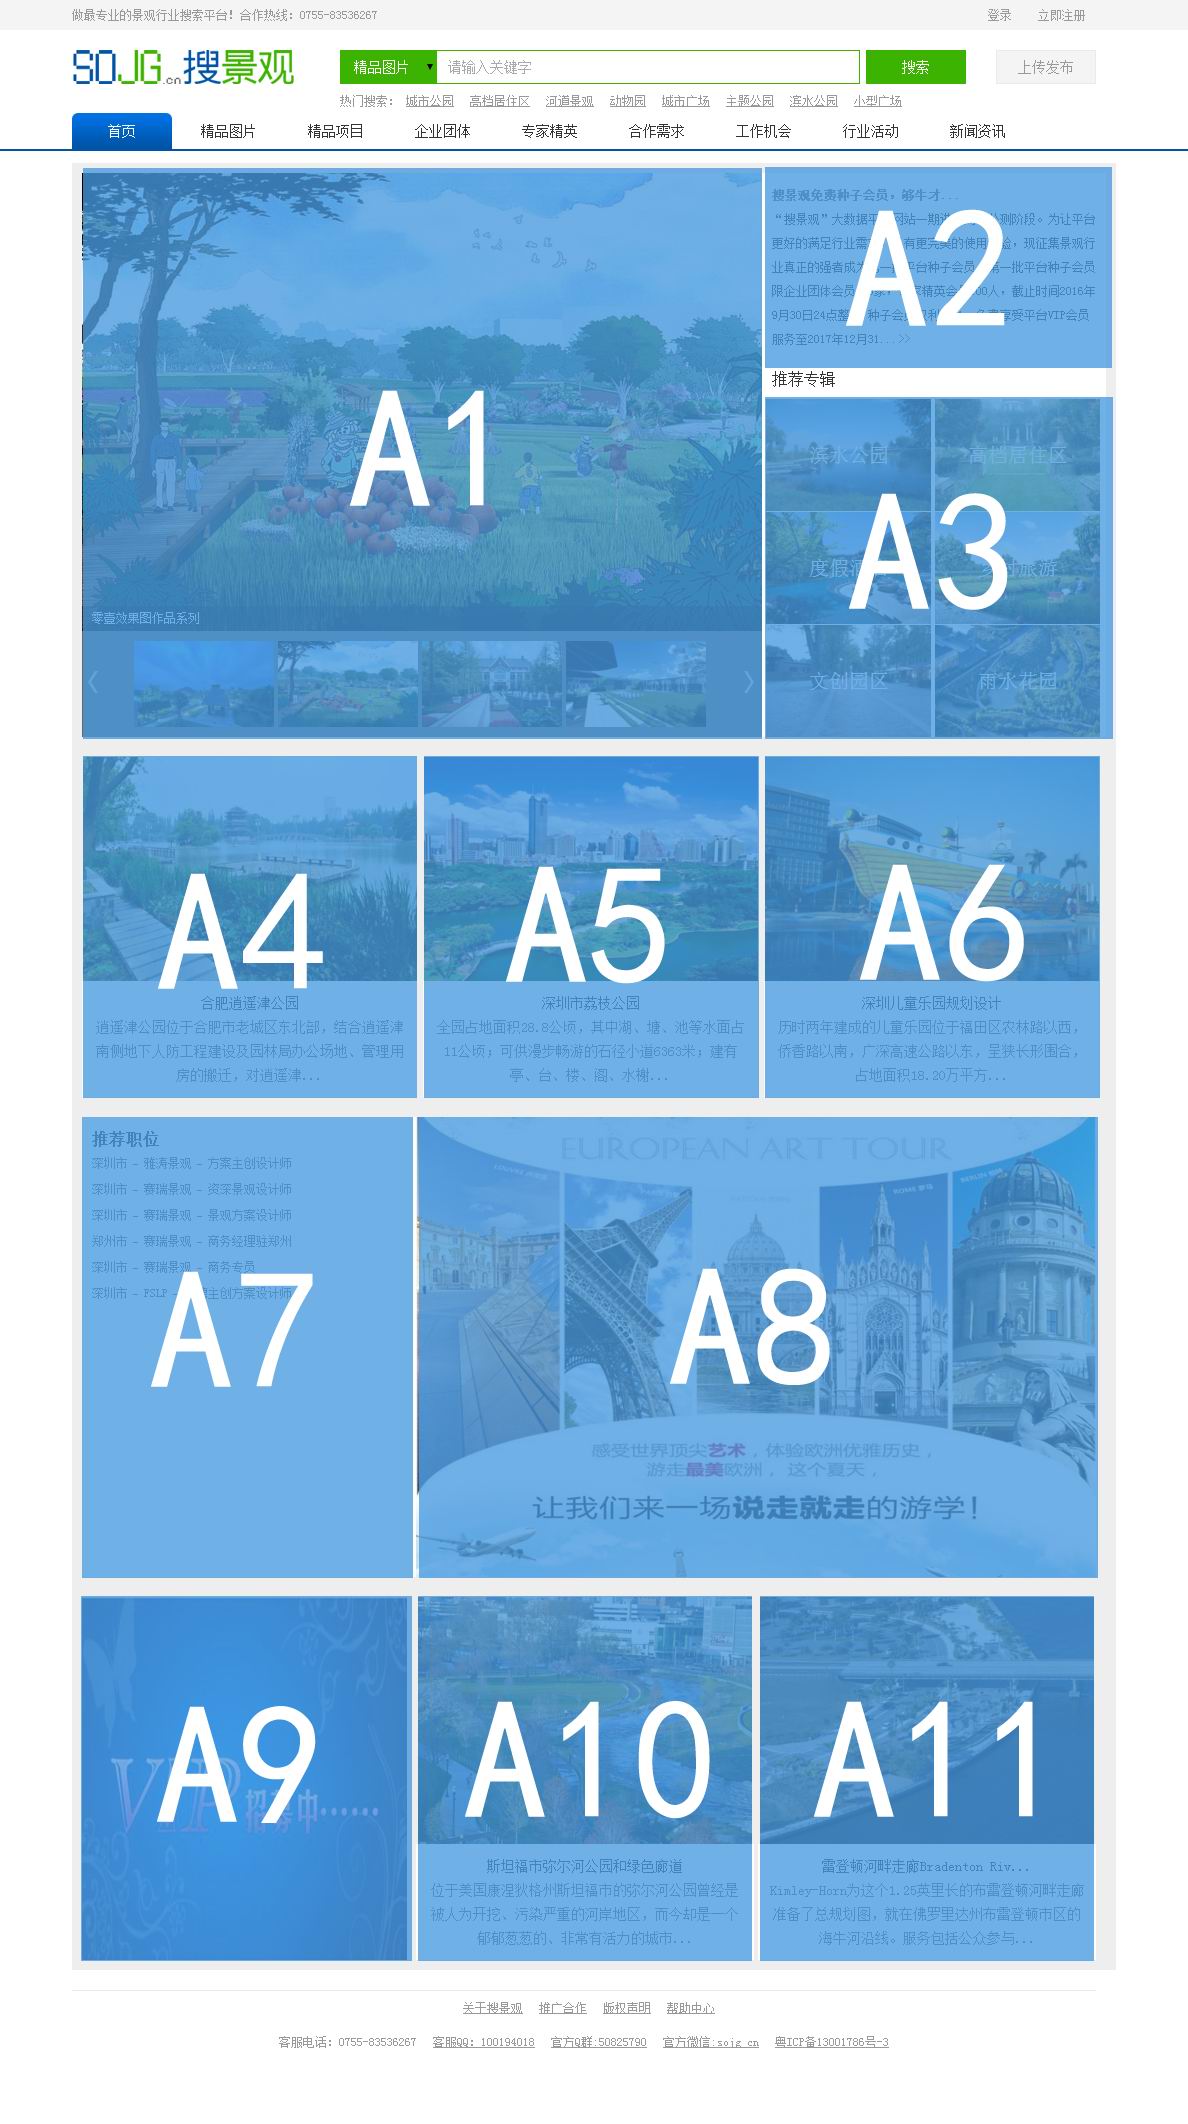 做最专业的景观行业搜索平台！合作热线：0755-83536267
登录 立即注册
SOJG.cn 搜景观
精品图片 ▼ 请输入关键字 搜索 上传发布
热门搜索： 城市公园 高档居住区 河道景观 动物园 城市广场 主题公园 滨水公园 小型广场
首页 精品图片 精品项目 企业团体 专家精英 合作需求 工作机会 行业活动 新闻资讯
A1
零壹效果图作品系列
搜景观免费种子会员，够牛才...
“搜景观”大数据平 网站一期进 测阶段。为让平台
更好的满足行业需 有更完美的使用 验，现征集景观行
业真正的强者成为 一 平台种子会员 第一批平台种子会员
限企业团体会员 家， 家精英会 00人，截止时间2016年
9月30日24点整 种子会员 利 享受平台VIP会员
服务至2017年12月31...>>
A2
推荐专辑
滨水公园 高档居住区
度假 旅游
A3
文创园区 雨水花园
A4
合肥逍遥津公园
逍遥津公园位于合肥市老城区东北部，结合逍遥津
南侧地下人防工程建设及园林局办公场地、管理用
房的搬迁，对逍遥津...
A5
深圳市荔枝公园
全园占地面积28.8公顷，其中湖、塘、池等水面占
11公顷；可供漫步畅游的石径小道6363米；建有
亭、台、楼、阁、水榭...
A6
深圳儿童乐园规划设计
历时两年建成的儿童乐园位于福田区农林路以西，
侨香路以南，广深高速公路以东，呈狭长形围合，
占地面积18.20万平方...
推荐职位
深圳市 - 雅涛景观 - 方案主创设计师
深圳市 - 赛瑞景观 - 资深景观设计师
深圳市 - 赛瑞景观 - 景观方案设计师
郑州市 - 赛瑞景观 - 商务经理驻郑州
深圳市 - 赛瑞景观 - 商务专员
深圳市 - FSLP - 主创方案设计师
A7
EUROPEAN ART TOUR
A8
感受世界顶尖艺术，体验欧洲优雅历史，
游走最美欧洲，这个夏天，
让我们来一场说走就走的游学！
A9
VIP 招募中······
A10
斯坦福市弥尔河公园和绿色廊道
位于美国康涅狄格州斯坦福市的弥尔河公园曾经是
被人为开挖、污染严重的河岸地区，而今却是一个
郁郁葱葱的、非常有活力的城市...
A11
雷登顿河畔走廊Bradenton Riv...
Kimley-Horn为这个1.25英里长的布雷登顿河畔走廊
准备了总规划图，就在佛罗里达州布雷登顿市区的
海牛河沿线。服务包括公众参与...
关于搜景观 推广合作 版权声明 帮助中心
客服电话：0755-83536267 客服QQ：100194018 官方Q群:50825790 官方微信:sojg_cn 粤ICP备13001786号-3